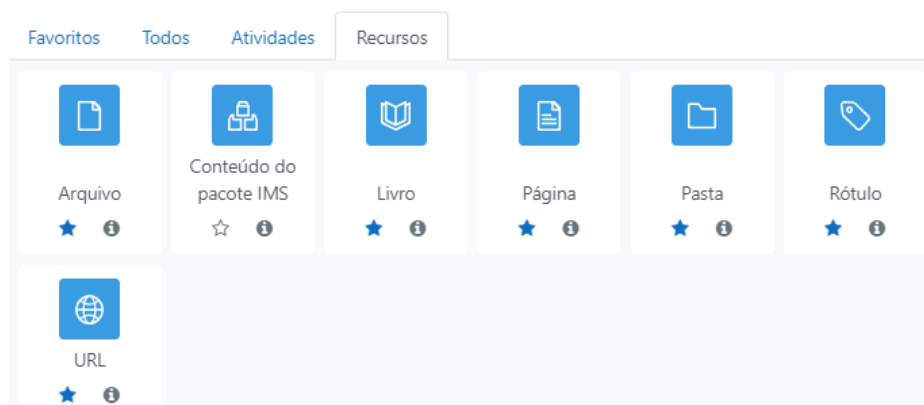 Favoritos Todos Atividades Recursos
Arquivo
Conteúdo do
pacote IMS
Livro
Página
Pasta
Rótulo
URL